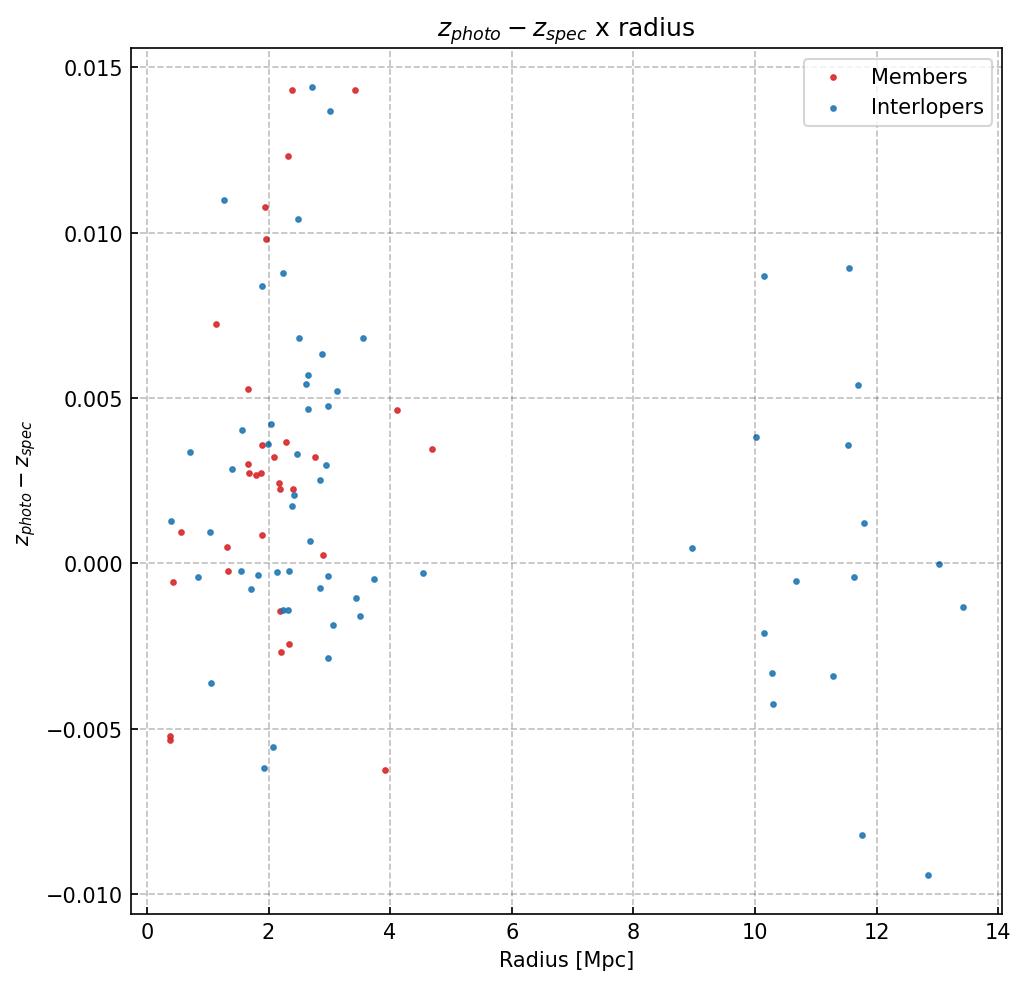 z_photo − z_spec x radius
Members
Interlopers
0.015
0.010
0.005
0.000
−0.005
−0.010
z_photo − z_spec
0 2 4 6 8 10 12 14
Radius [Mpc]